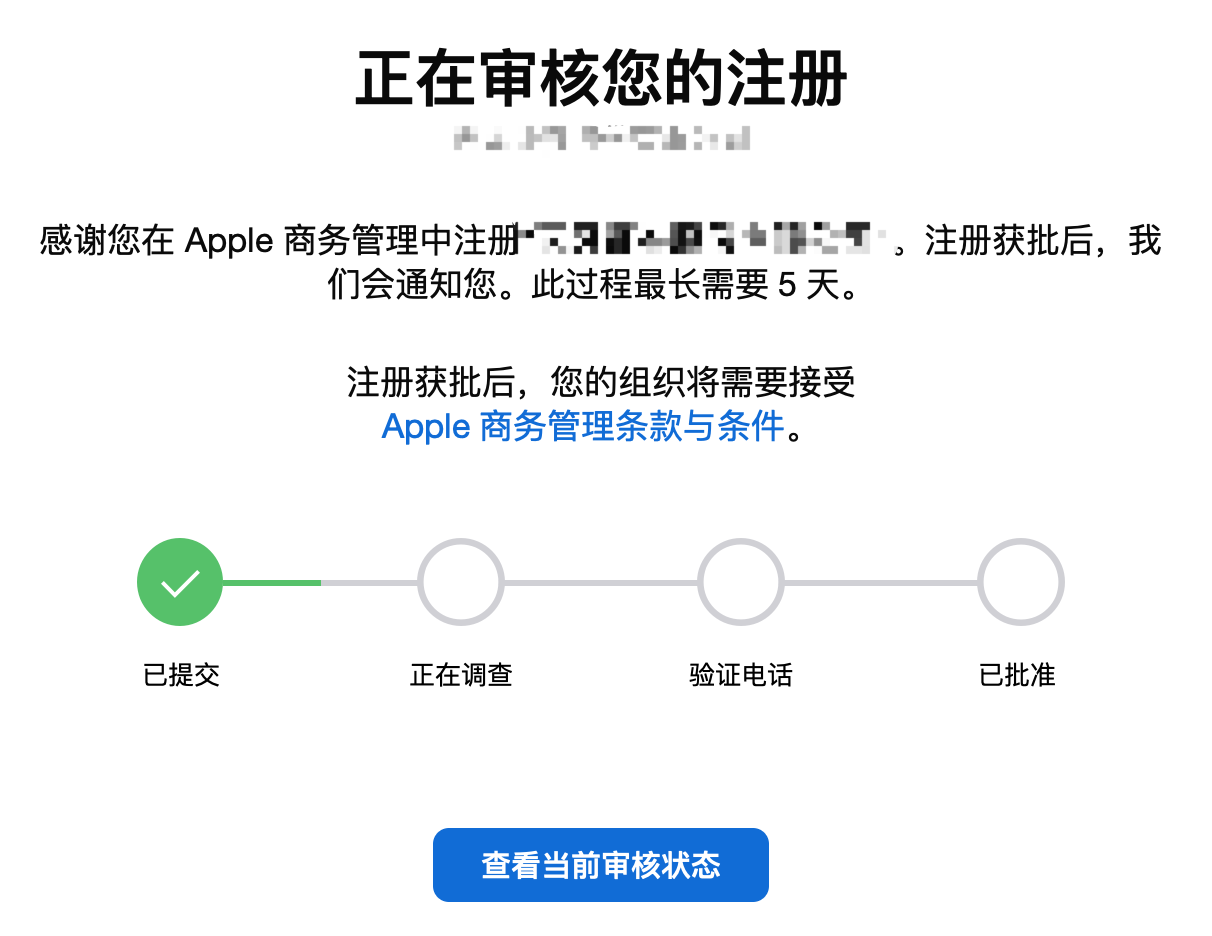 正在审核您的注册
感谢您在 Apple 商务管理中注册。注册获批后，我
们会通知您。此过程最长需要 5 天。
注册获批后，您的组织将需要接受
Apple 商务管理条款与条件。
已提交
正在调查
验证电话
已批准
查看当前审核状态